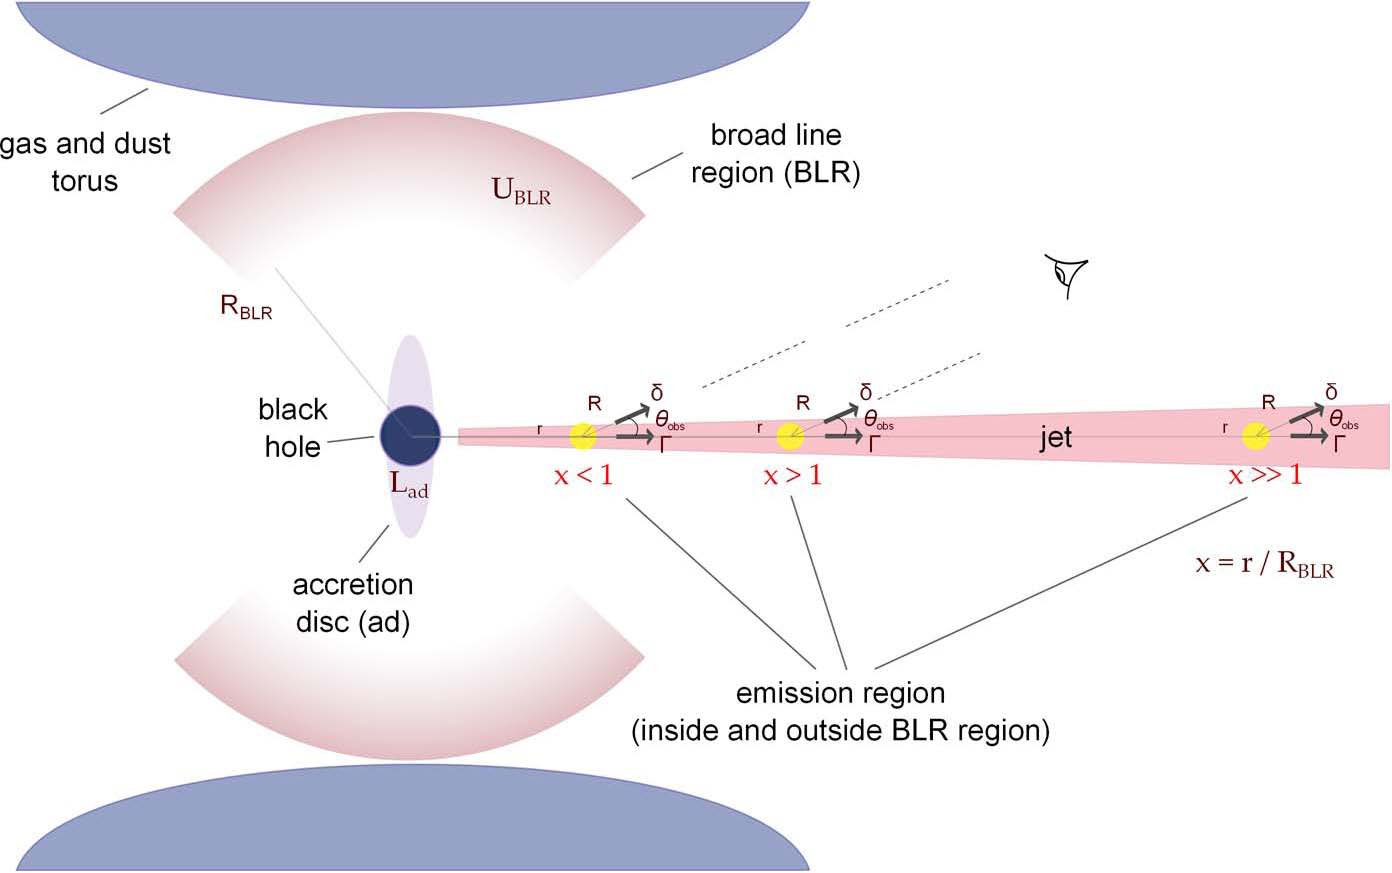 gas and dust
torus
broad line
region (BLR)
U_BLR
R_BLR
black
hole
L_ad
accretion
disc (ad)
r
R
δ
θ_obs
Γ
x < 1
r
R
δ
θ_obs
Γ
x > 1
jet
r
R
δ
θ_obs
Γ
x >> 1
x = r / R_BLR
emission region
(inside and outside BLR region)